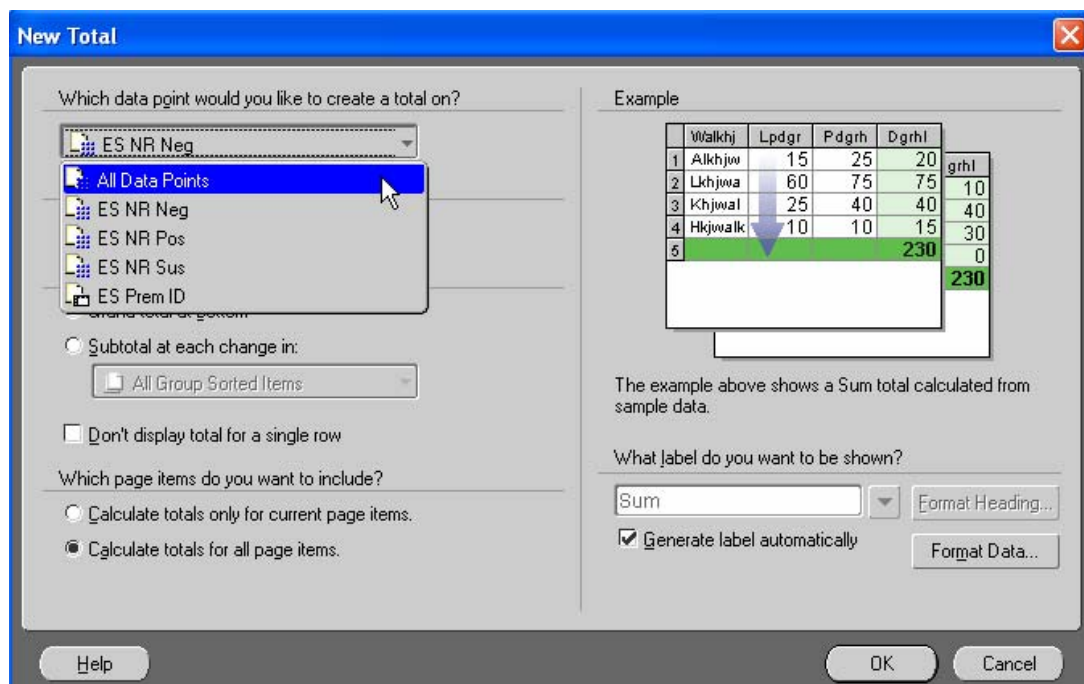 New Total
Which data point would you like to create a total on?
ES NR Neg
All Data Points
ES NR Neg
ES NR Pos
ES NR Sus
ES Prem ID
Subtotal at each change in:
All Group Sorted Items
Don't display total for a single row
Which page items do you want to include?
Calculate totals only for current page items.
Calculate totals for all page items.
Example
Walkhj Lpdgr Pdgrh Dgrhl
1 Alkhjw 15 25 20
2 Lkhjwa 60 75 75
3 Khjwal 25 40 40
4 Hkjwalk 10 10 15
5 230
grhl
10
40
30
0
230
The example above shows a Sum total calculated from
sample data.
What label do you want to be shown?
Sum
Format Heading...
Generate label automatically
Format Data...
Help
OK
Cancel